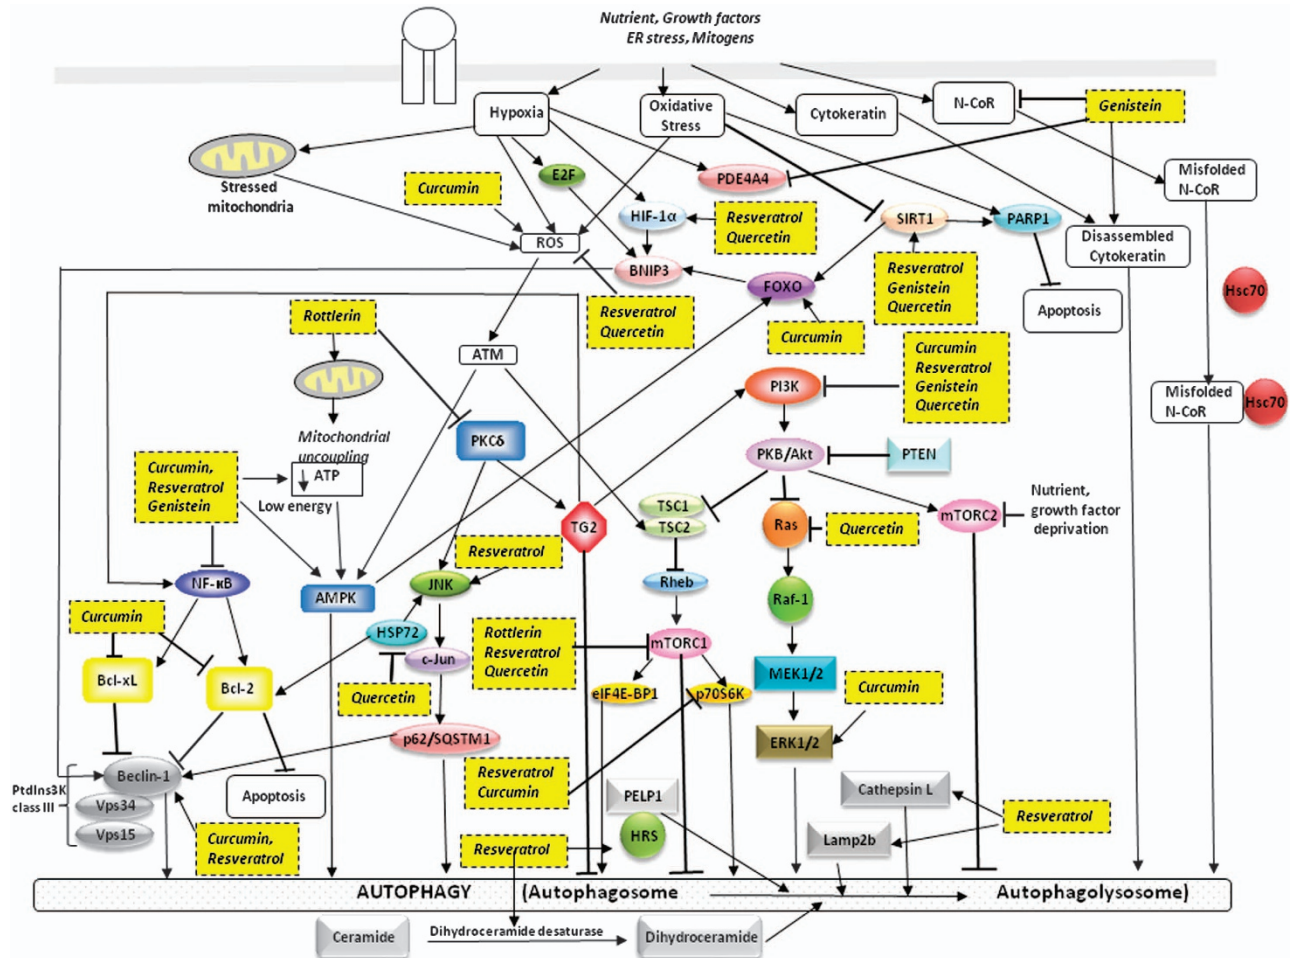 Nutrient, Growth factors
ER stress, Mitogens
Hypoxia
Oxidative
Stress
Cytokeratin
N-CoR
Genistein
Stressed
mitochondria
Curcumin
E2F
PDE4A4
Misfolded
N-CoR
HIF-1α
Resveratrol
Quercetin
SIRT1
PARP1
ROS
Disassembled
Cytokeratin
BNIP3
FOXO
Resveratrol
Genistein
Quercetin
Hsc70
Apoptosis
Rottlerin
Resveratrol
Quercetin
Curcumin
ATM
Curcumin
Resveratrol
Genistein
Quercetin
PI3K
Misfolded
N-CoR
Hsc70
Mitochondrial
uncoupling
PKCδ
PKB/Akt
PTEN
Curcumin,
Resveratrol
Genistein
ATP
Low energy
TSC1
TSC2
TG2
Ras
Quercetin
mTORC2
Nutrient,
growth factor
deprivation
Resveratrol
NF-κB
AMPK
JNK
Rheb
Raf-1
Curcumin
HSP72
c-Jun
Rottlerin
Resveratrol
Quercetin
mTORC1
Bcl-xL
Bcl-2
Quercetin
eIF4E-BP1
p70S6K
MEK1/2
Curcumin
p62/SQSTM1
ERK1/2
PtdIns3K
class III
Beclin-1
Vps34
Vps15
Apoptosis
Resveratrol
Curcumin
PELP1
HRS
Cathepsin L
Lamp2b
Resveratrol
Curcumin,
Resveratrol
Resveratrol
AUTOPHAGY (Autophagosome Autophagolysosome)
Ceramide
Dihydroceramide desaturase
Dihydroceramide